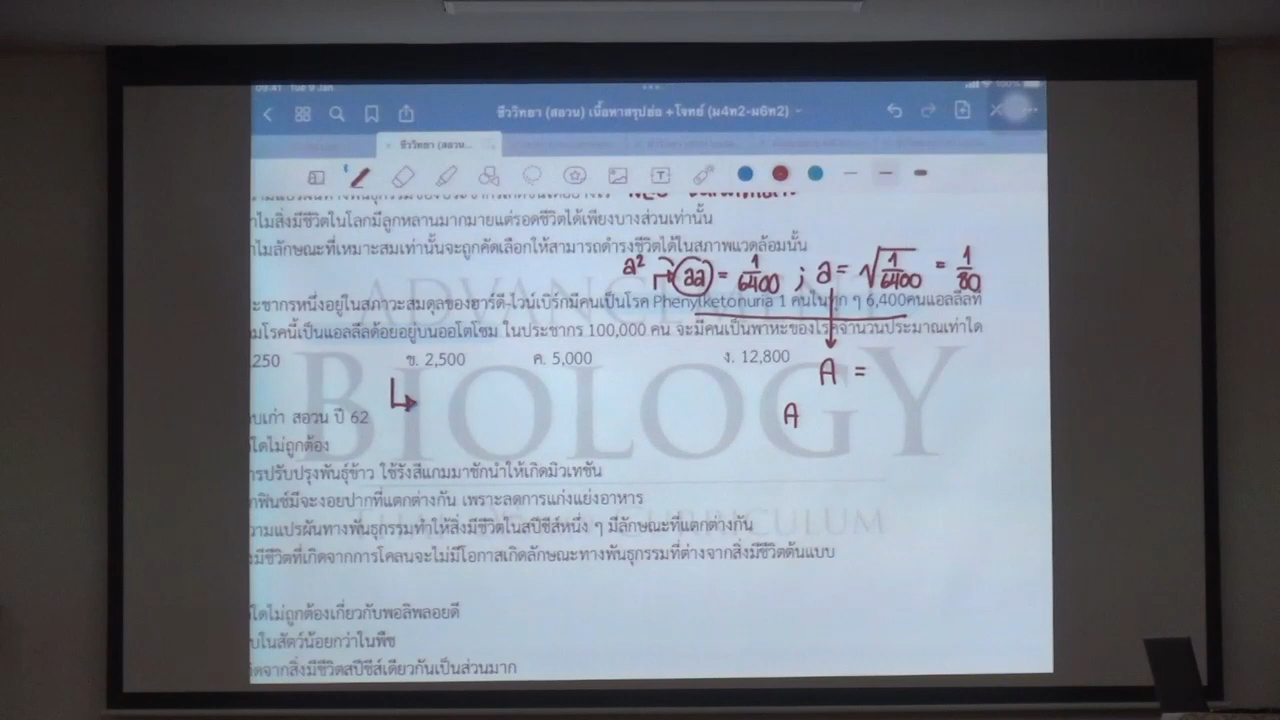 09:41 Tue 9 Jan
100%
ชีววิทยา (สอวน) เนื้อหาสรุปย่อ +โจทย์ (ม4ท2-ม6ท2)
ชีววิทยา (สอวน...
ไมสิ่งมีชีวิตในโลกมีลูกหลานมากมายแต่รอดชีวิตได้เพียงบางส่วนเท่านั้น
ไมลักษณะที่เหมาะสมเท่านั้นจะถูกคัดเลือกให้สามารถดำรงชีวิตได้ในสภาพแวดล้อมนั้น
a² aa = 1/6400 ; a = √1/6400 = 1/80
ะชากรหนึ่งอยู่ในสภาวะสมดุลของฮาร์ดี-ไวน์เบิร์กมีคนเป็นโรค Phenylketonuria 1 คนในทุก ๆ 6,400คนแอลลีลที่
มโรคนี้เป็นแอลลีลด้อยอยู่บนออโตโซม ในประชากร 100,000 คน จะมีคนเป็นพาหะของโรคจำนวนประมาณเท่าใด
250 ข. 2,500 ค. 5,000 ง. 12,800
A =
A
บเก่า สอวน ปี 62
ใดไม่ถูกต้อง
ารปรับปรุงพันธุ์ข้าว ใช้รังสีแกมมาชักนำให้เกิดมิวเทชัน
กฟินช์มีจะงอยปากที่แตกต่างกัน เพราะลดการแก่งแย่งอาหาร
วามแปรผันทางพันธุกรรมทำให้สิ่งมีชีวิตในสปีชีส์หนึ่ง ๆ มีลักษณะที่แตกต่างกัน
งมีชีวิตที่เกิดจากการโคลนจะไม่มีโอกาสเกิดลักษณะทางพันธุกรรมที่ต่างจากสิ่งมีชีวิตต้นแบบ
ใดไม่ถูกต้องเกี่ยวกับพอลิพลอยดี
บในสัตว์น้อยกว่าในพืช
กิดจากสิ่งมีชีวิตสปีชีส์เดียวกันเป็นส่วนมาก
BIOLOGY